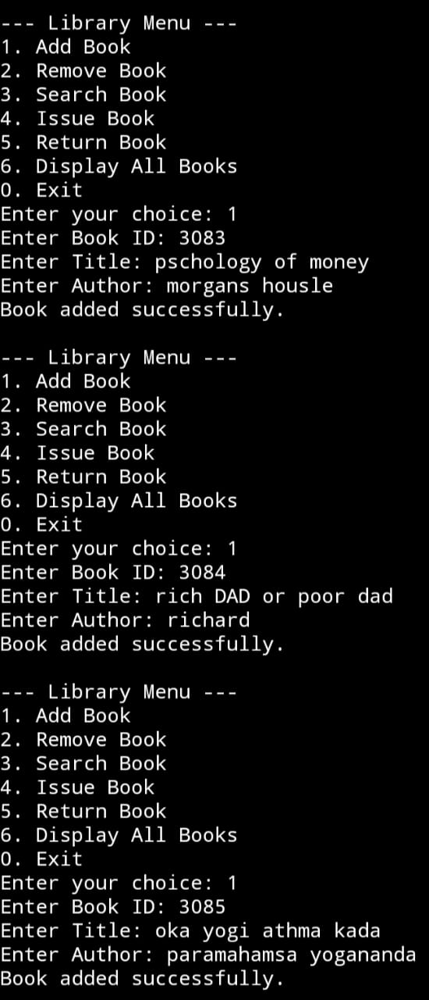 --- Library Menu ---
1. Add Book
2. Remove Book
3. Search Book
4. Issue Book
5. Return Book
6. Display All Books
0. Exit
Enter your choice: 1
Enter Book ID: 3083
Enter Title: pschology of money
Enter Author: morgans housle
Book added successfully.
--- Library Menu ---
1. Add Book
2. Remove Book
3. Search Book
4. Issue Book
5. Return Book
6. Display All Books
0. Exit
Enter your choice: 1
Enter Book ID: 3084
Enter Title: rich DAD or poor dad
Enter Author: richard
Book added successfully.
--- Library Menu ---
1. Add Book
2. Remove Book
3. Search Book
4. Issue Book
5. Return Book
6. Display All Books
0. Exit
Enter your choice: 1
Enter Book ID: 3085
Enter Title: oka yogi athma kada
Enter Author: paramahamsa yogananda
Book added successfully.